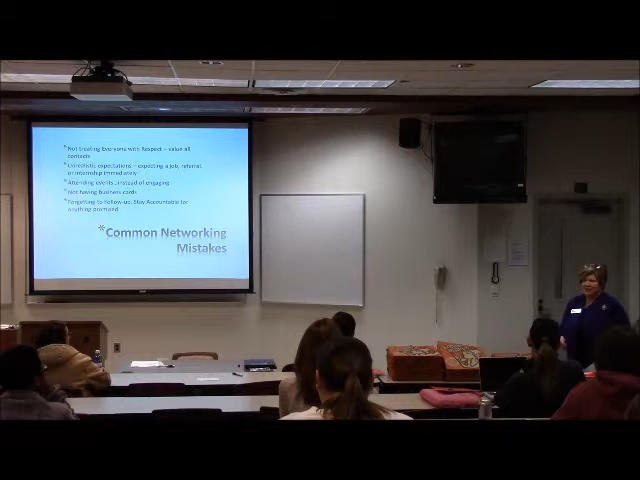 * Not treating Everyone with Respect – value all
contacts
* Unrealistic expectations – expecting a job, referral,
or internship immediately
* Attending events...instead of engaging
* Not having business cards
* Forgetting to Follow-up. Stay Accountable for
anything promised
* Common Networking
Mistakes